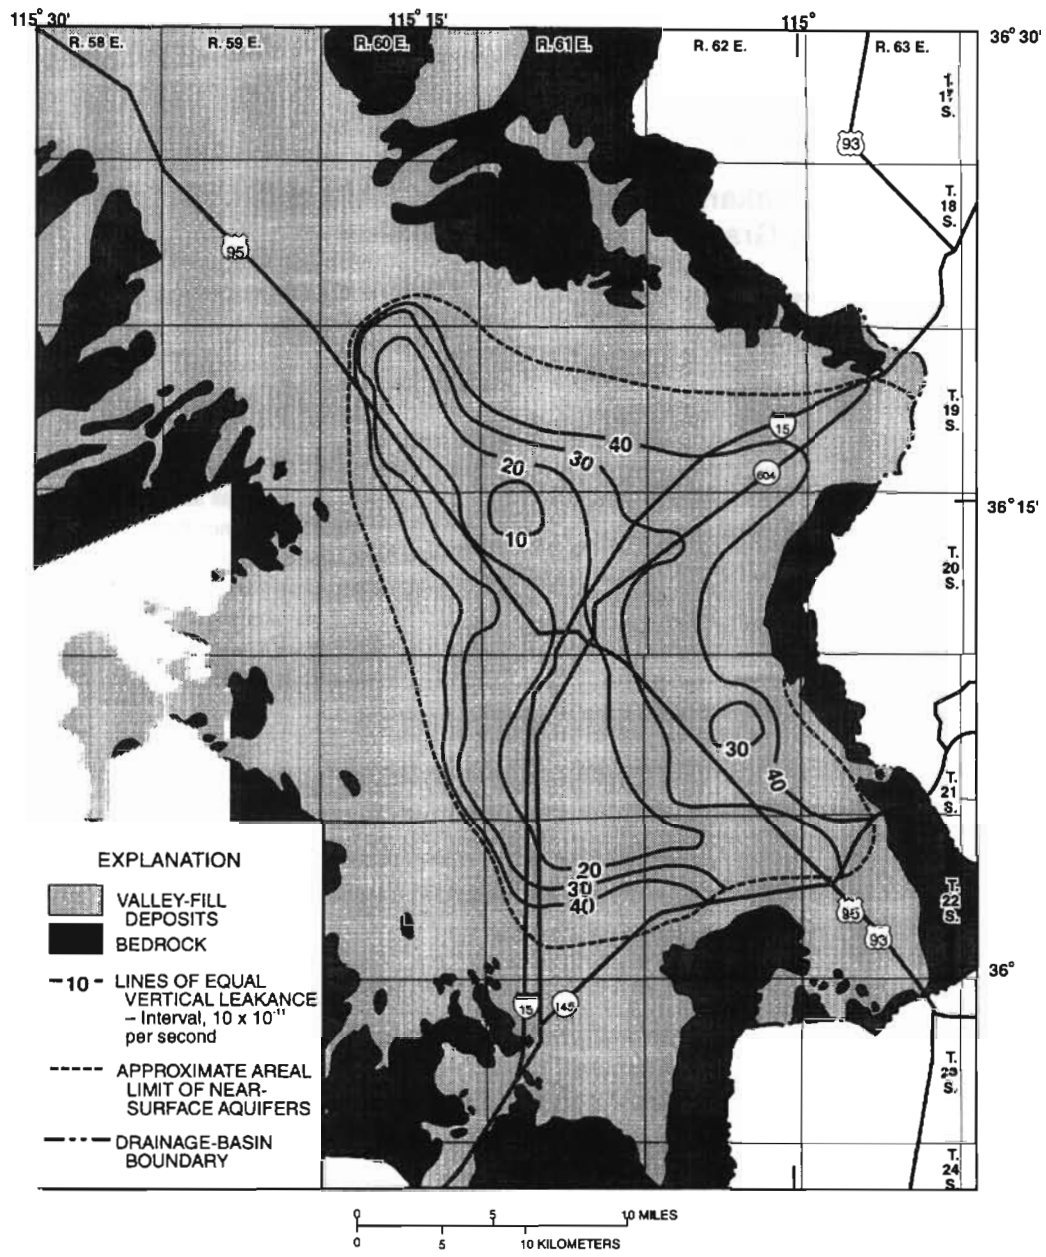 115° 30'
115° 15'
115°
R. 58 E.
R. 59 E.
R. 60 E.
R. 61 E.
R. 62 E.
R. 63 E.
36° 30'
T.
17
S.
93
T.
18
S.
95
T.
19
S.
15
40
604
30
20
36° 15'
10
T.
20
S.
30
40
T.
21
S.
20
30
40
T.
22
S.
95
93
36°
15
145
T.
23
S.
T.
24
S.
EXPLANATION
VALLEY-FILL
DEPOSITS
BEDROCK
-10- LINES OF EQUAL
VERTICAL LEAKANCE
– Interval, 10 x 10⁻¹¹
per second
APPROXIMATE AREAL
LIMIT OF NEAR-
SURFACE AQUIFERS
DRAINAGE-BASIN
BOUNDARY
0 5 10 MILES
0 5 10 KILOMETERS